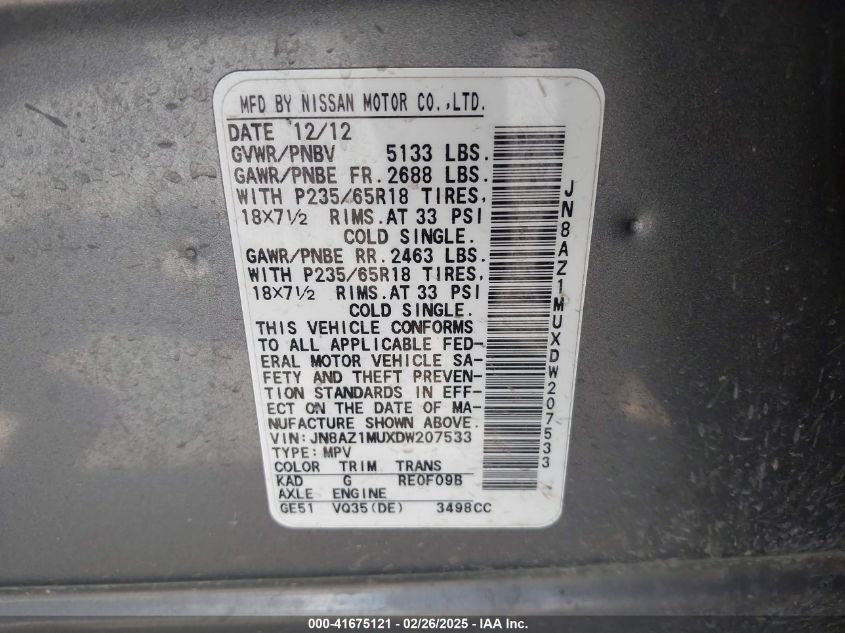 MFD BY NISSAN MOTOR CO.,LTD.
DATE 12/12
GVWR/PNBV 5133 LBS.
GAWR/PNBE FR. 2688 LBS.
WITH P235/65R18 TIRES,
18X7½ RIMS.AT 33 PSI
COLD SINGLE.
GAWR/PNBE RR. 2463 LBS.
WITH P235/65R18 TIRES,
18X7½ RIMS.AT 33 PSI
COLD SINGLE.
THIS VEHICLE CONFORMS
TO ALL APPLICABLE FED-
ERAL MOTOR VEHICLE SA-
FETY AND THEFT PREVEN-
TION STANDARDS IN EFF-
ECT ON THE DATE OF MA-
NUFACTURE SHOWN ABOVE.
VIN:JN8AZ1MUXDW207533
TYPE: MPV
COLOR TRIM TRANS
KAD G RE0F09B
AXLE ENGINE
GE51 VQ35(DE) 3498CC
JN8AZ1MUXDW207533
000-41675121 - 02/26/2025 - IAA Inc.